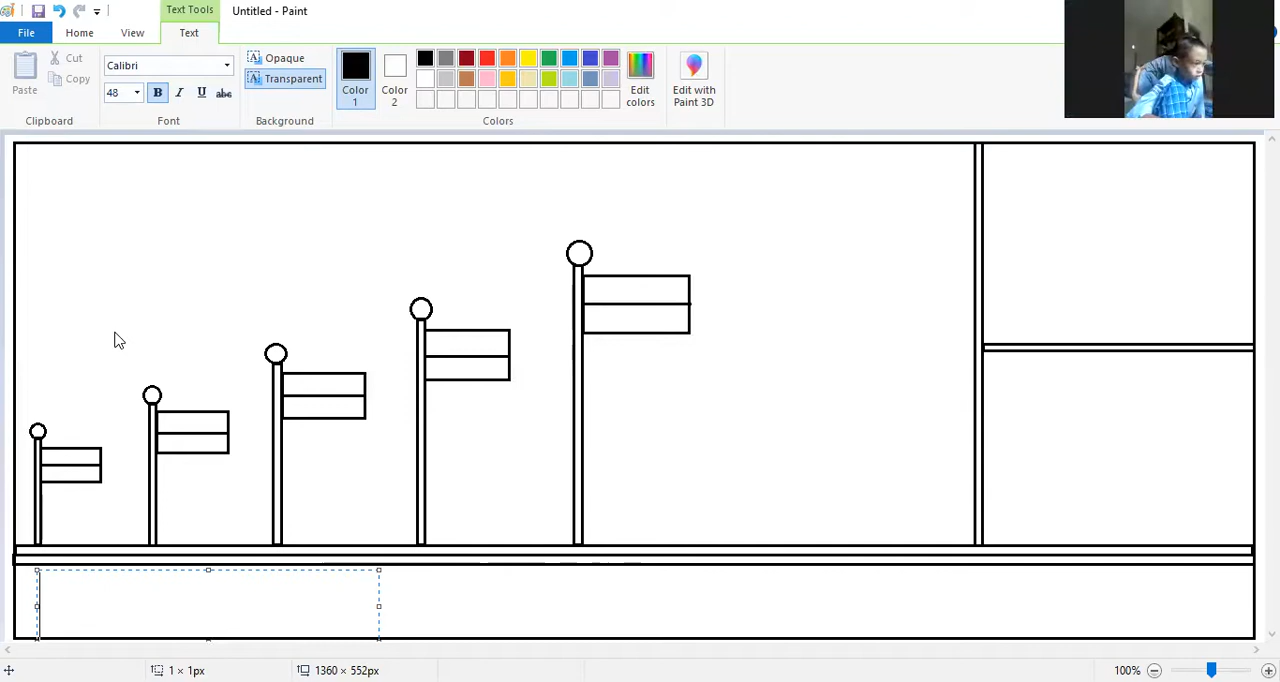 Text Tools
Untitled - Paint
File
Home
View
Text
Paste
Cut
Copy
Clipboard
Calibri
48
B I U abc
Font
Opaque
Transparent
Background
Color 1
Color 2
Edit colors
Colors
Edit with Paint 3D
1 × 1px
1360 × 552px
100%